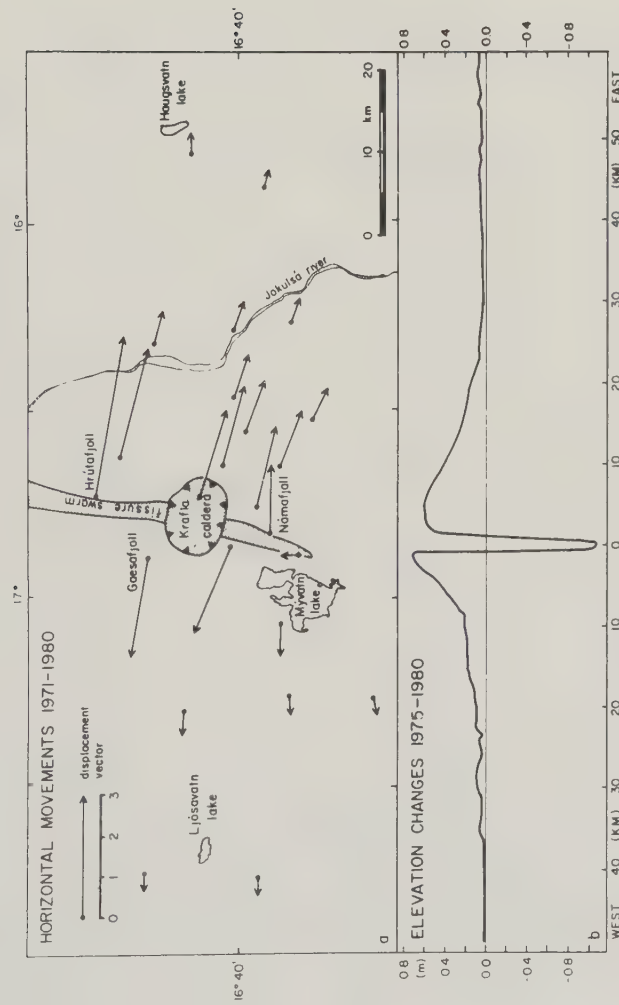 HORIZONTAL MOVEMENTS 1971-1980
displacement
vector
0 1 2 3
16°
17°
16°40'
16°40'
Hrútafjöll
fissure swarm
Gaesafjöll
Krafla
caldera
Námafjall
Mývatn
lake
Ljósavatn
lake
Jökulsá river
Haugsvatn
lake
0 10 20
km
a
ELEVATION CHANGES 1975-1980
0.8
(m)
0.4
0.0
-0.4
-0.8
0.8
0.4
0.0
-0.4
-0.8
b
WEST 40 (KM) 30 20 10 0 10 20 30 40 (KM) 50 EAST